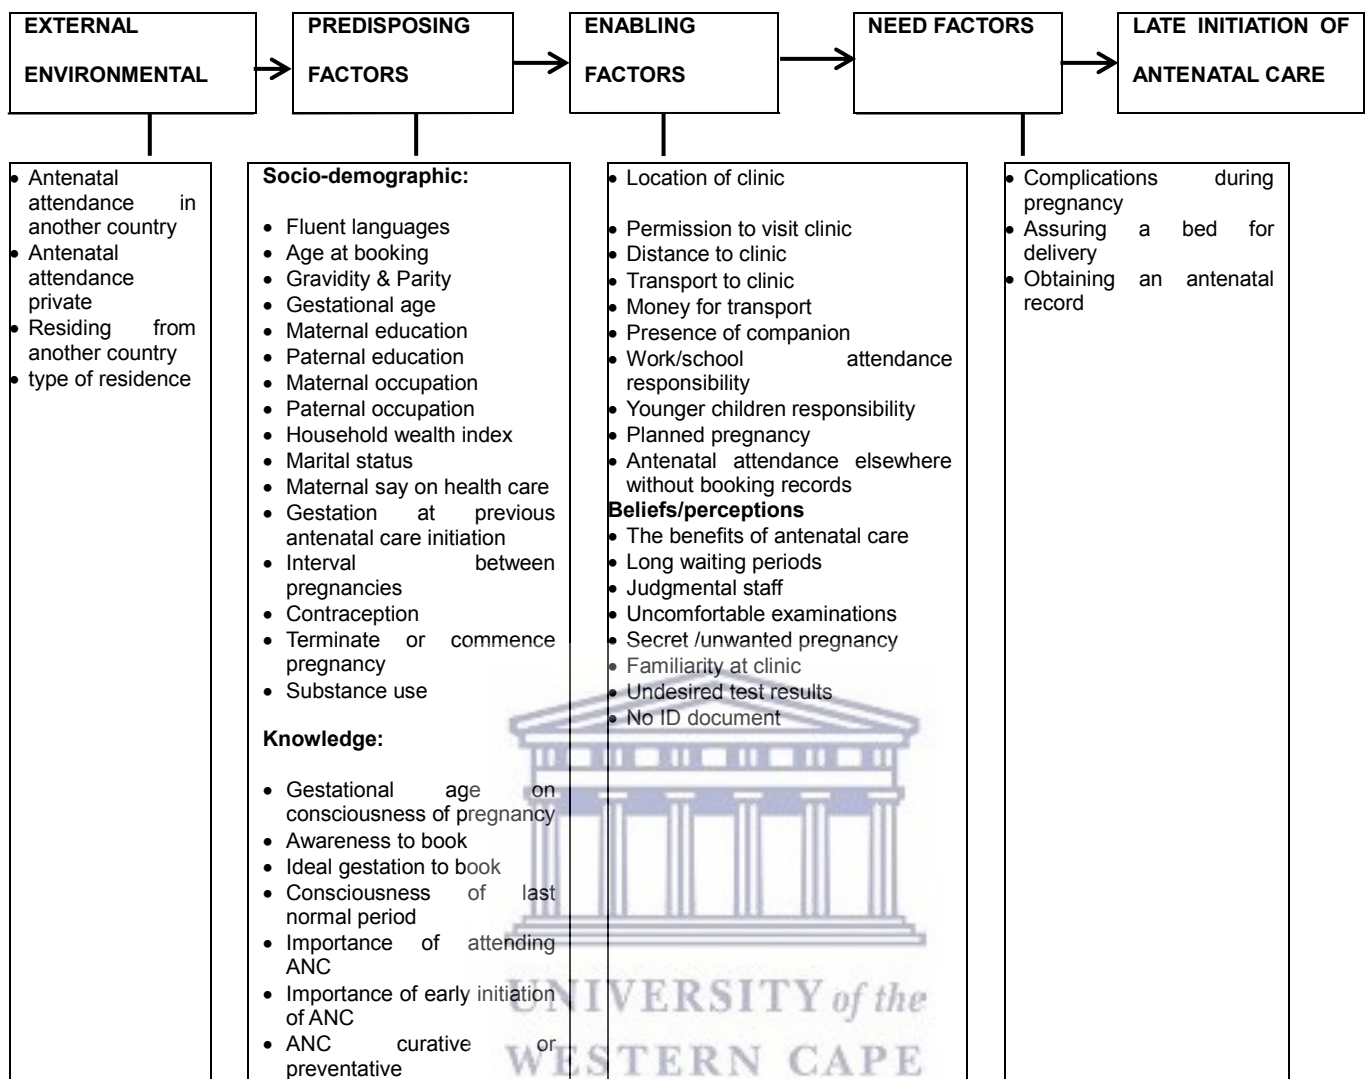 EXTERNAL
ENVIRONMENTAL
PREDISPOSING
FACTORS
ENABLING
FACTORS
NEED FACTORS
LATE INITIATION OF
ANTENATAL CARE
• Antenatal
attendance in
another country
• Antenatal
attendance
private
• Residing from
another country
• type of residence
Socio-demographic:
• Fluent languages
• Age at booking
• Gravidity & Parity
• Gestational age
• Maternal education
• Paternal education
• Maternal occupation
• Paternal occupation
• Household wealth index
• Marital status
• Maternal say on health care
• Gestation at previous
antenatal care initiation
• Interval between
pregnancies
• Contraception
• Terminate or commence
pregnancy
• Substance use
Knowledge:
• Gestational age on
consciousness of pregnancy
• Awareness to book
• Ideal gestation to book
• Consciousness of last
normal period
• Importance of attending
ANC
• Importance of early initiation
of ANC
• ANC curative or
preventative
• Location of clinic
• Permission to visit clinic
• Distance to clinic
• Transport to clinic
• Money for transport
• Presence of companion
• Work/school attendance
responsibility
• Younger children responsibility
• Planned pregnancy
• Antenatal attendance elsewhere
without booking records
Beliefs/perceptions
• The benefits of antenatal care
• Long waiting periods
• Judgmental staff
• Uncomfortable examinations
• Secret /unwanted pregnancy
• Familiarity at clinic
• Undesired test results
• No ID document
• Complications during
pregnancy
• Assuring a bed for
delivery
• Obtaining an antenatal
record
UNIVERSITY of the
WESTERN CAPE